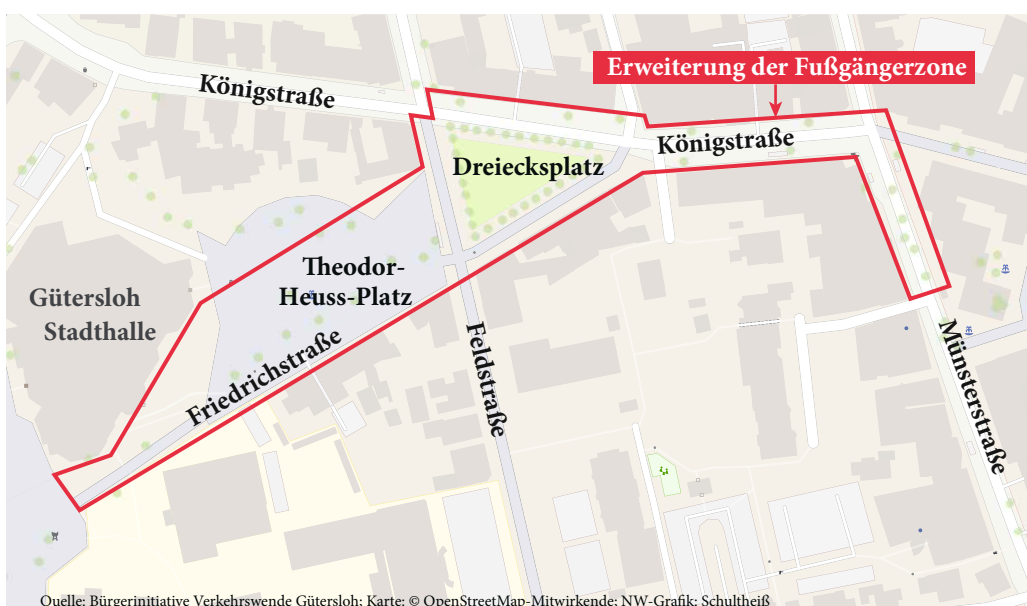 Königstraße
Erweiterung der Fußgängerzone
Königstraße
Dreiecksplatz
Theodor-
Heuss-Platz
Gütersloh
Stadthalle
Friedrichstraße
Feldstraße
Münsterstraße
Quelle: Bürgerinitiative Verkehrswende Gütersloh; Karte: © OpenStreetMap-Mitwirkende; NW-Grafik: Schultheiß